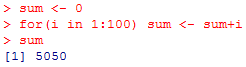 > sum <- 0
> for(i in 1:100) sum <- sum+i
> sum
[1] 5050